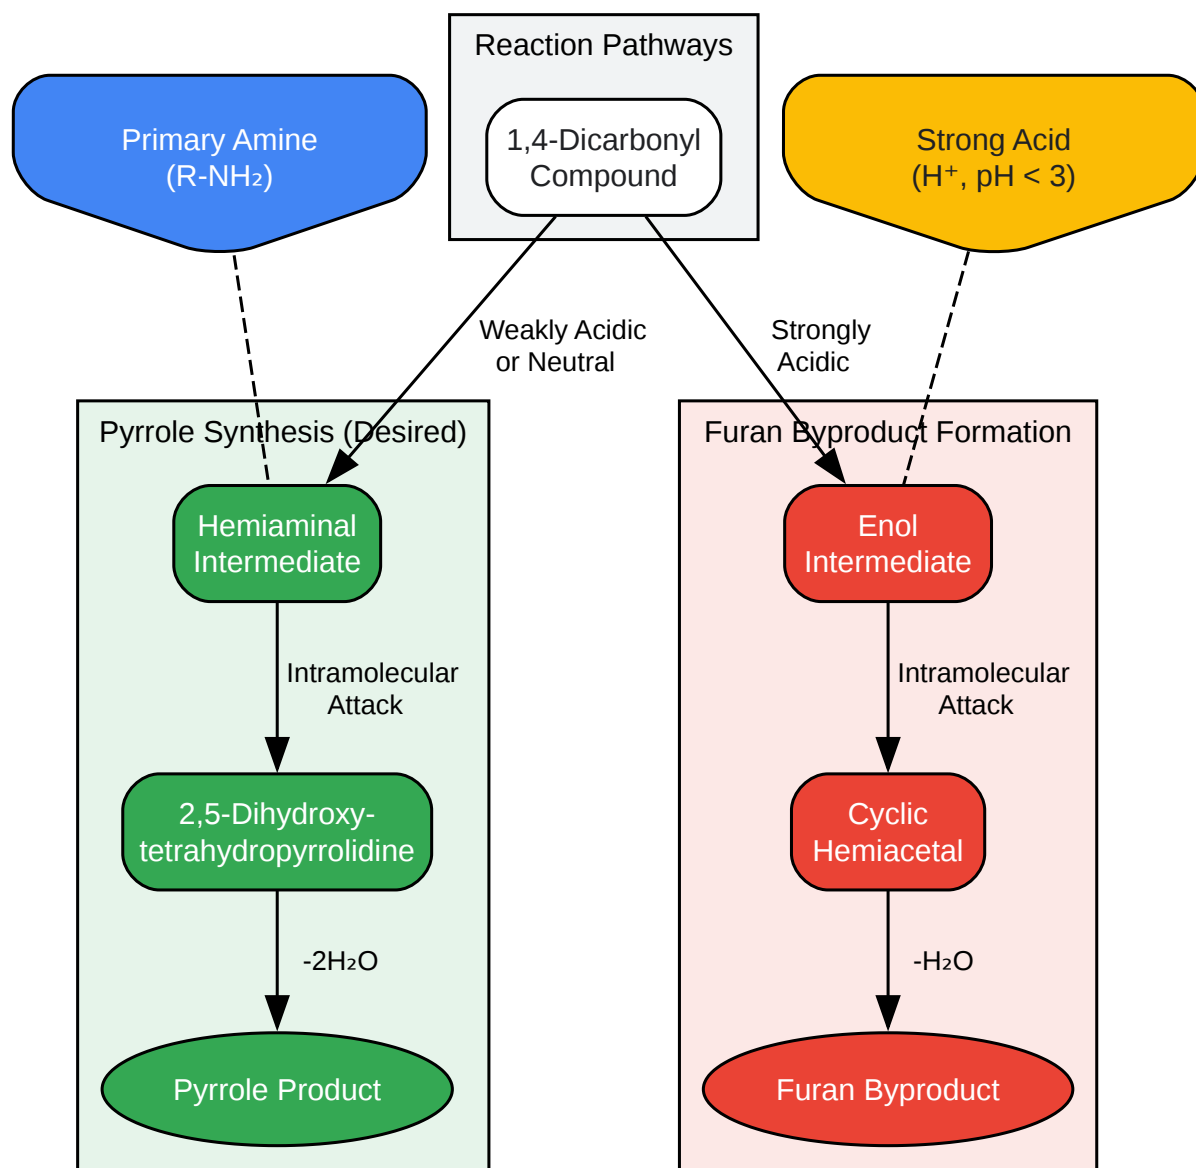 Reaction Pathways
Primary Amine
(R-NH₂)
1,4-Dicarbonyl
Compound
Strong Acid
(H⁺, pH < 3)
Weakly Acidic
or Neutral
Strongly
Acidic
Pyrrole Synthesis (Desired)
Furan Byproduct Formation
Hemiaminal
Intermediate
Enol
Intermediate
Intramolecular
Attack
Intramolecular
Attack
2,5-Dihydroxy-
tetrahydropyrrolidine
Cyclic
Hemiacetal
-2H₂O
-H₂O
Pyrrole Product
Furan Byproduct